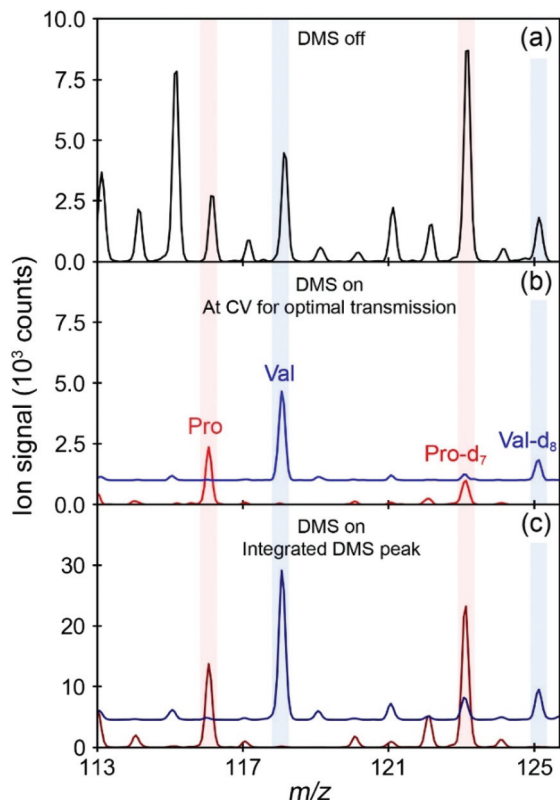 10.0
DMS off
(a)
7.5
5.0
2.5
0.0
DMS on
(b)
At CV for optimal transmission
7.5
Val
5.0
Pro
Pro-d₇
Val-d₈
2.5
0.0
DMS on
(c)
Integrated DMS peak
30
20
10
0
113
117
121
125
m/z
Ion signal (10³ counts)